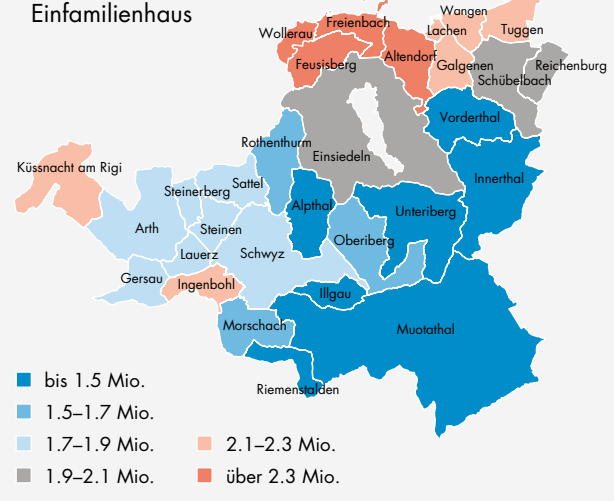 Einfamilienhaus
Wangen
Freienbach
Wollerau
Lachen
Tuggen
Altendorf
Feusisberg
Galgenen
Reichenburg
Schübelbach
Vorderthal
Rothenthurm
Einsiedeln
Küssnacht am Rigi
Innerthal
Sattel
Steinerberg
Alpthal
Unteriberg
Arth
Steinen
Oberiberg
Lauerz
Schwyz
Gersau
Ingenbohl
Illgau
Morschach
Muotathal
Riemenstalden
bis 1.5 Mio.
1.5–1.7 Mio.
1.7–1.9 Mio.
1.9–2.1 Mio.
2.1–2.3 Mio.
über 2.3 Mio.